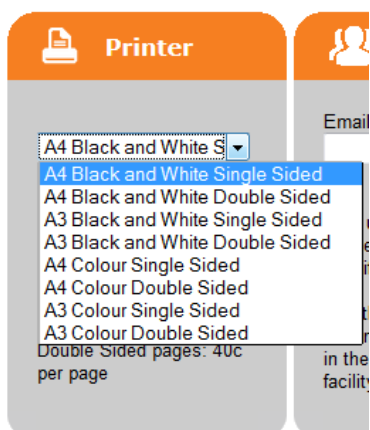 Printer
Email
A4 Black and White S
A4 Black and White Single Sided
A4 Black and White Double Sided
A3 Black and White Single Sided
A3 Black and White Double Sided
A4 Colour Single Sided
A4 Colour Double Sided
A3 Colour Single Sided
A3 Colour Double Sided
Double Sided pages: 40c
per page
in the
facility